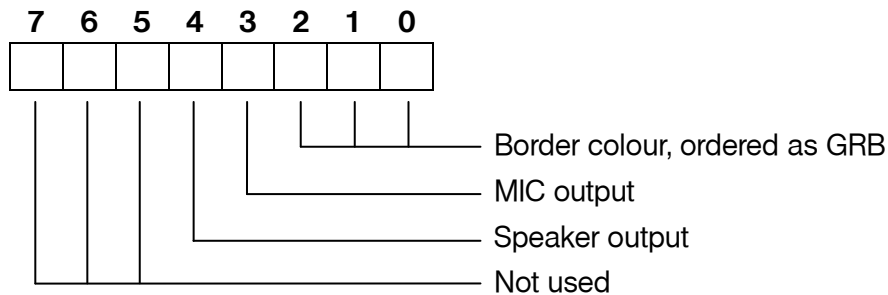 7 6 5 4 3 2 1 0
Border colour, ordered as GRB
MIC output
Speaker output
Not used